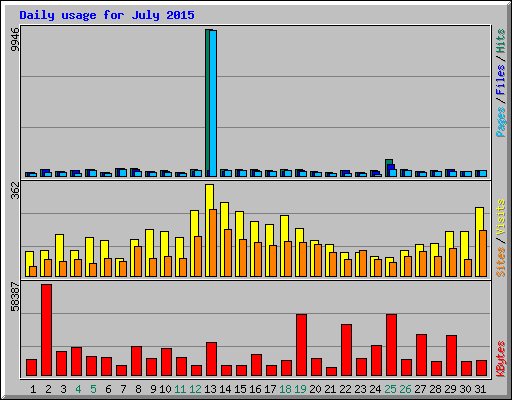 Daily usage for July 2015
9946
Pages / Files / Hits
362
Sites / Visits
58387
KBytes
1 2 3 4 5 6 7 8 9 10 11 12 13 14 15 16 17 18 19 20 21 22 23 24 25 26 27 28 29 30 31